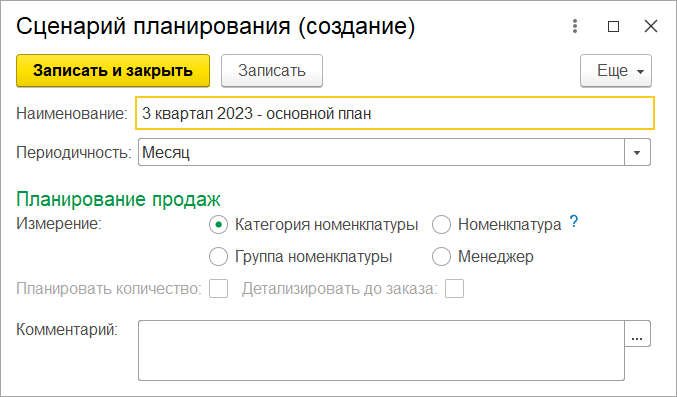 Сценарий планирования (создание)
Записать и закрыть Записать Еще
Наименование: 3 квартал 2023 - основной план
Периодичность: Месяц
Планирование продаж
Измерение: Категория номенклатуры Номенклатура ?
Группа номенклатуры Менеджер
Планировать количество: Детализировать до заказа:
Комментарий: ...